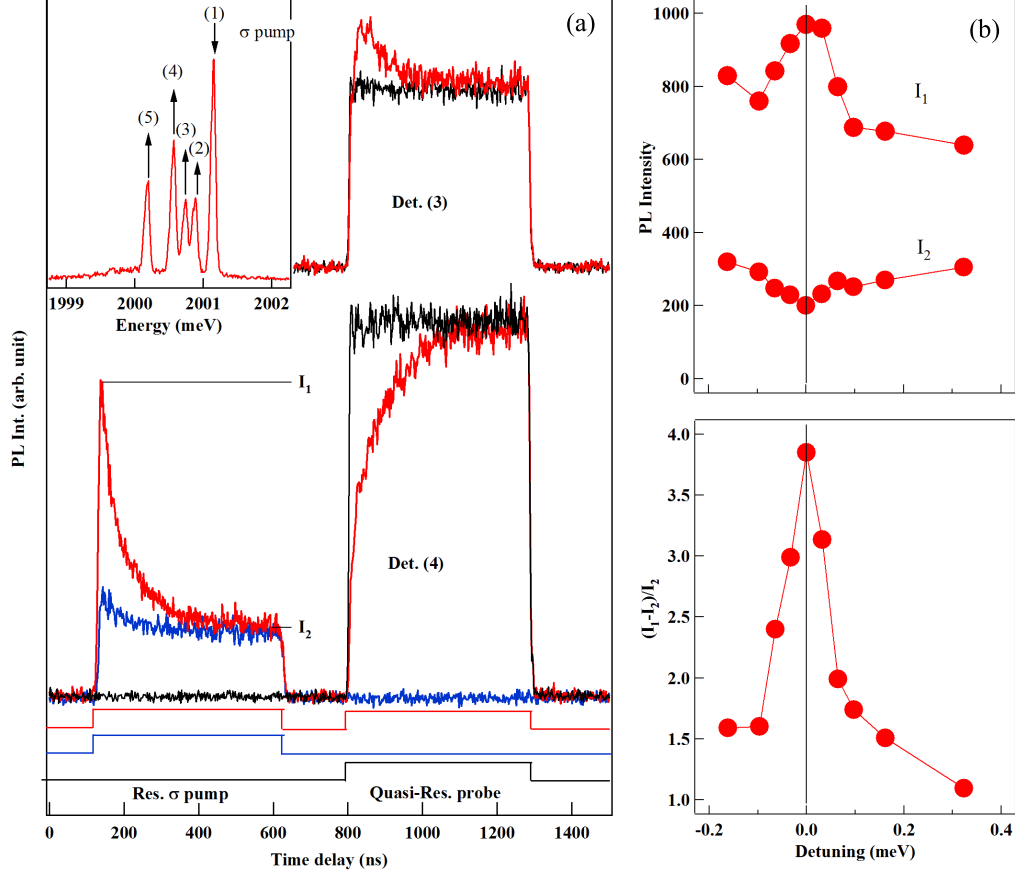 (a)
(1)
σ pump
(4)
(3)
(2)
(5)
1999
2000
2001
2002
Energy (meV)
Det. (3)
PL Int. (arb. unit)
I1
I2
Det. (4)
Res. σ pump
Quasi-Res. probe
0
200
400
600
800
1000
1200
1400
Time delay (ns)
(b)
1000
800
600
400
200
0
PL Intensity
I1
I2
4.0
3.5
3.0
2.5
2.0
1.5
1.0
(I1-I2)/I2
-0.2
0.0
0.2
0.4
Detuning (meV)